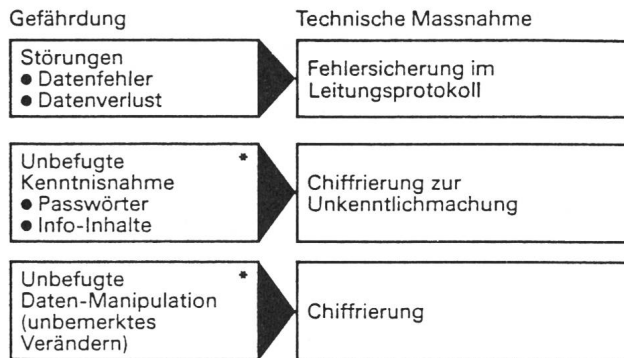 Gefährdung
Technische Massnahme
Störungen
● Datenfehler
● Datenverlust
Fehlersicherung im
Leitungsprotokoll
Unbefugte *
Kenntnisnahme
● Passwörter
● Info-Inhalte
Chiffrierung zur
Unkenntlichmachung
Unbefugte *
Daten-Manipulation
(unbemerktes
Verändern)
Chiffrierung